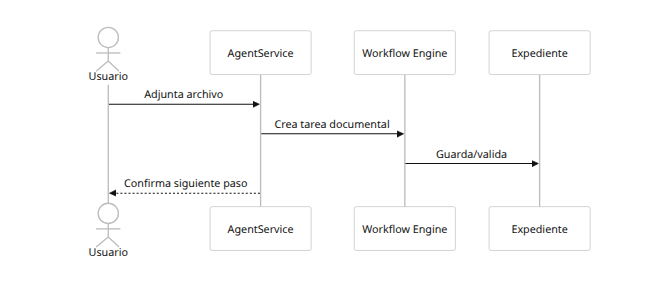 Usuario
AgentService
Workflow Engine
Expediente
Adjunta archivo
Crea tarea documental
Guarda/valida
Confirma siguiente paso
Usuario
AgentService
Workflow Engine
Expediente